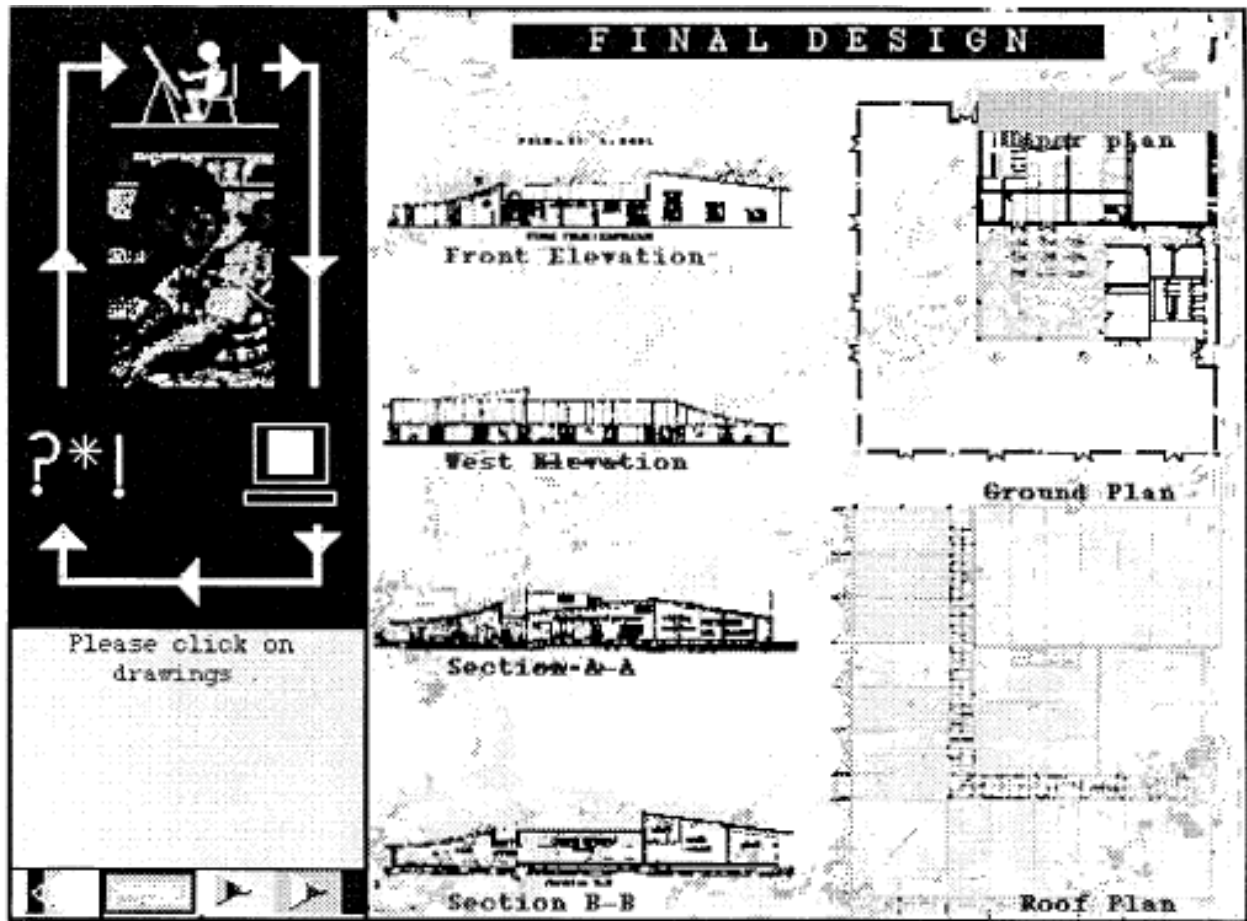 FINAL DESIGN
?*!
Please click on
drawings
Front Elevation
West Elevation
Section A-A
Section B-B
Upper plan
Ground Plan
Roof Plan